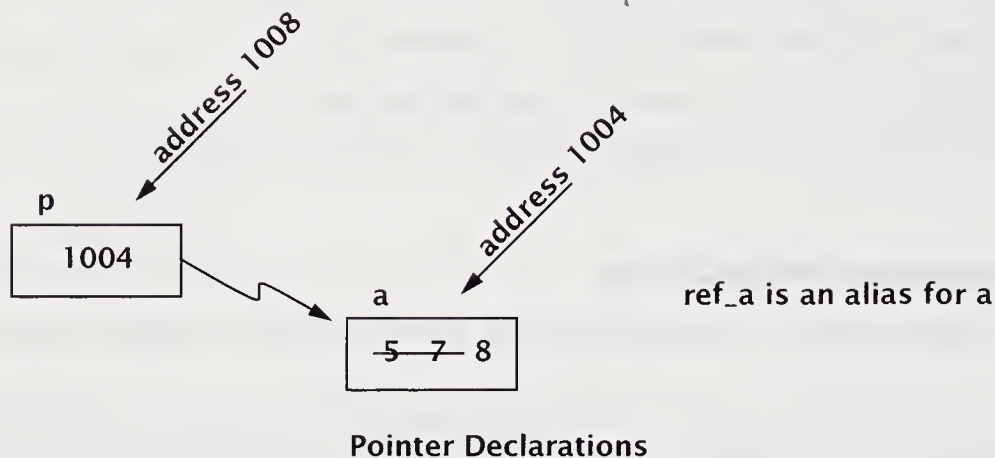 address 1008
address 1004
p
1004
a
ref_a is an alias for a
5 7 8
Pointer Declarations